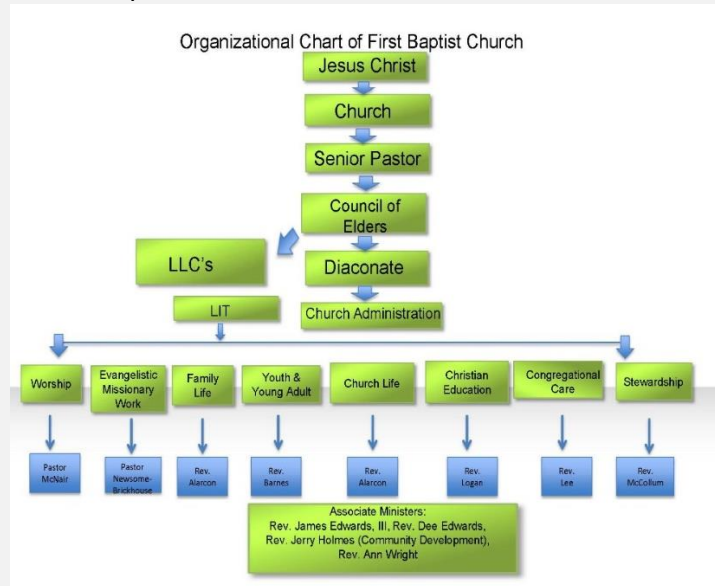 Organizational Chart of First Baptist Church
Jesus Christ
Church
Senior Pastor
Council of
Elders
LLC's
Diaconate
LIT
Church Administration
Worship
Evangelistic
Missionary
Work
Family
Life
Youth &
Young Adult
Church Life
Christian
Education
Congregational
Care
Stewardship
Pastor
McNair
Pastor
Newsome-
Brickhouse
Rev.
Alarcon
Rev.
Barnes
Rev.
Alarcon
Rev.
Logan
Rev.
Lee
Rev.
McCollum
Associate Ministers:
Rev. James Edwards, III, Rev. Dee Edwards,
Rev. Jerry Holmes (Community Development),
Rev. Ann Wright